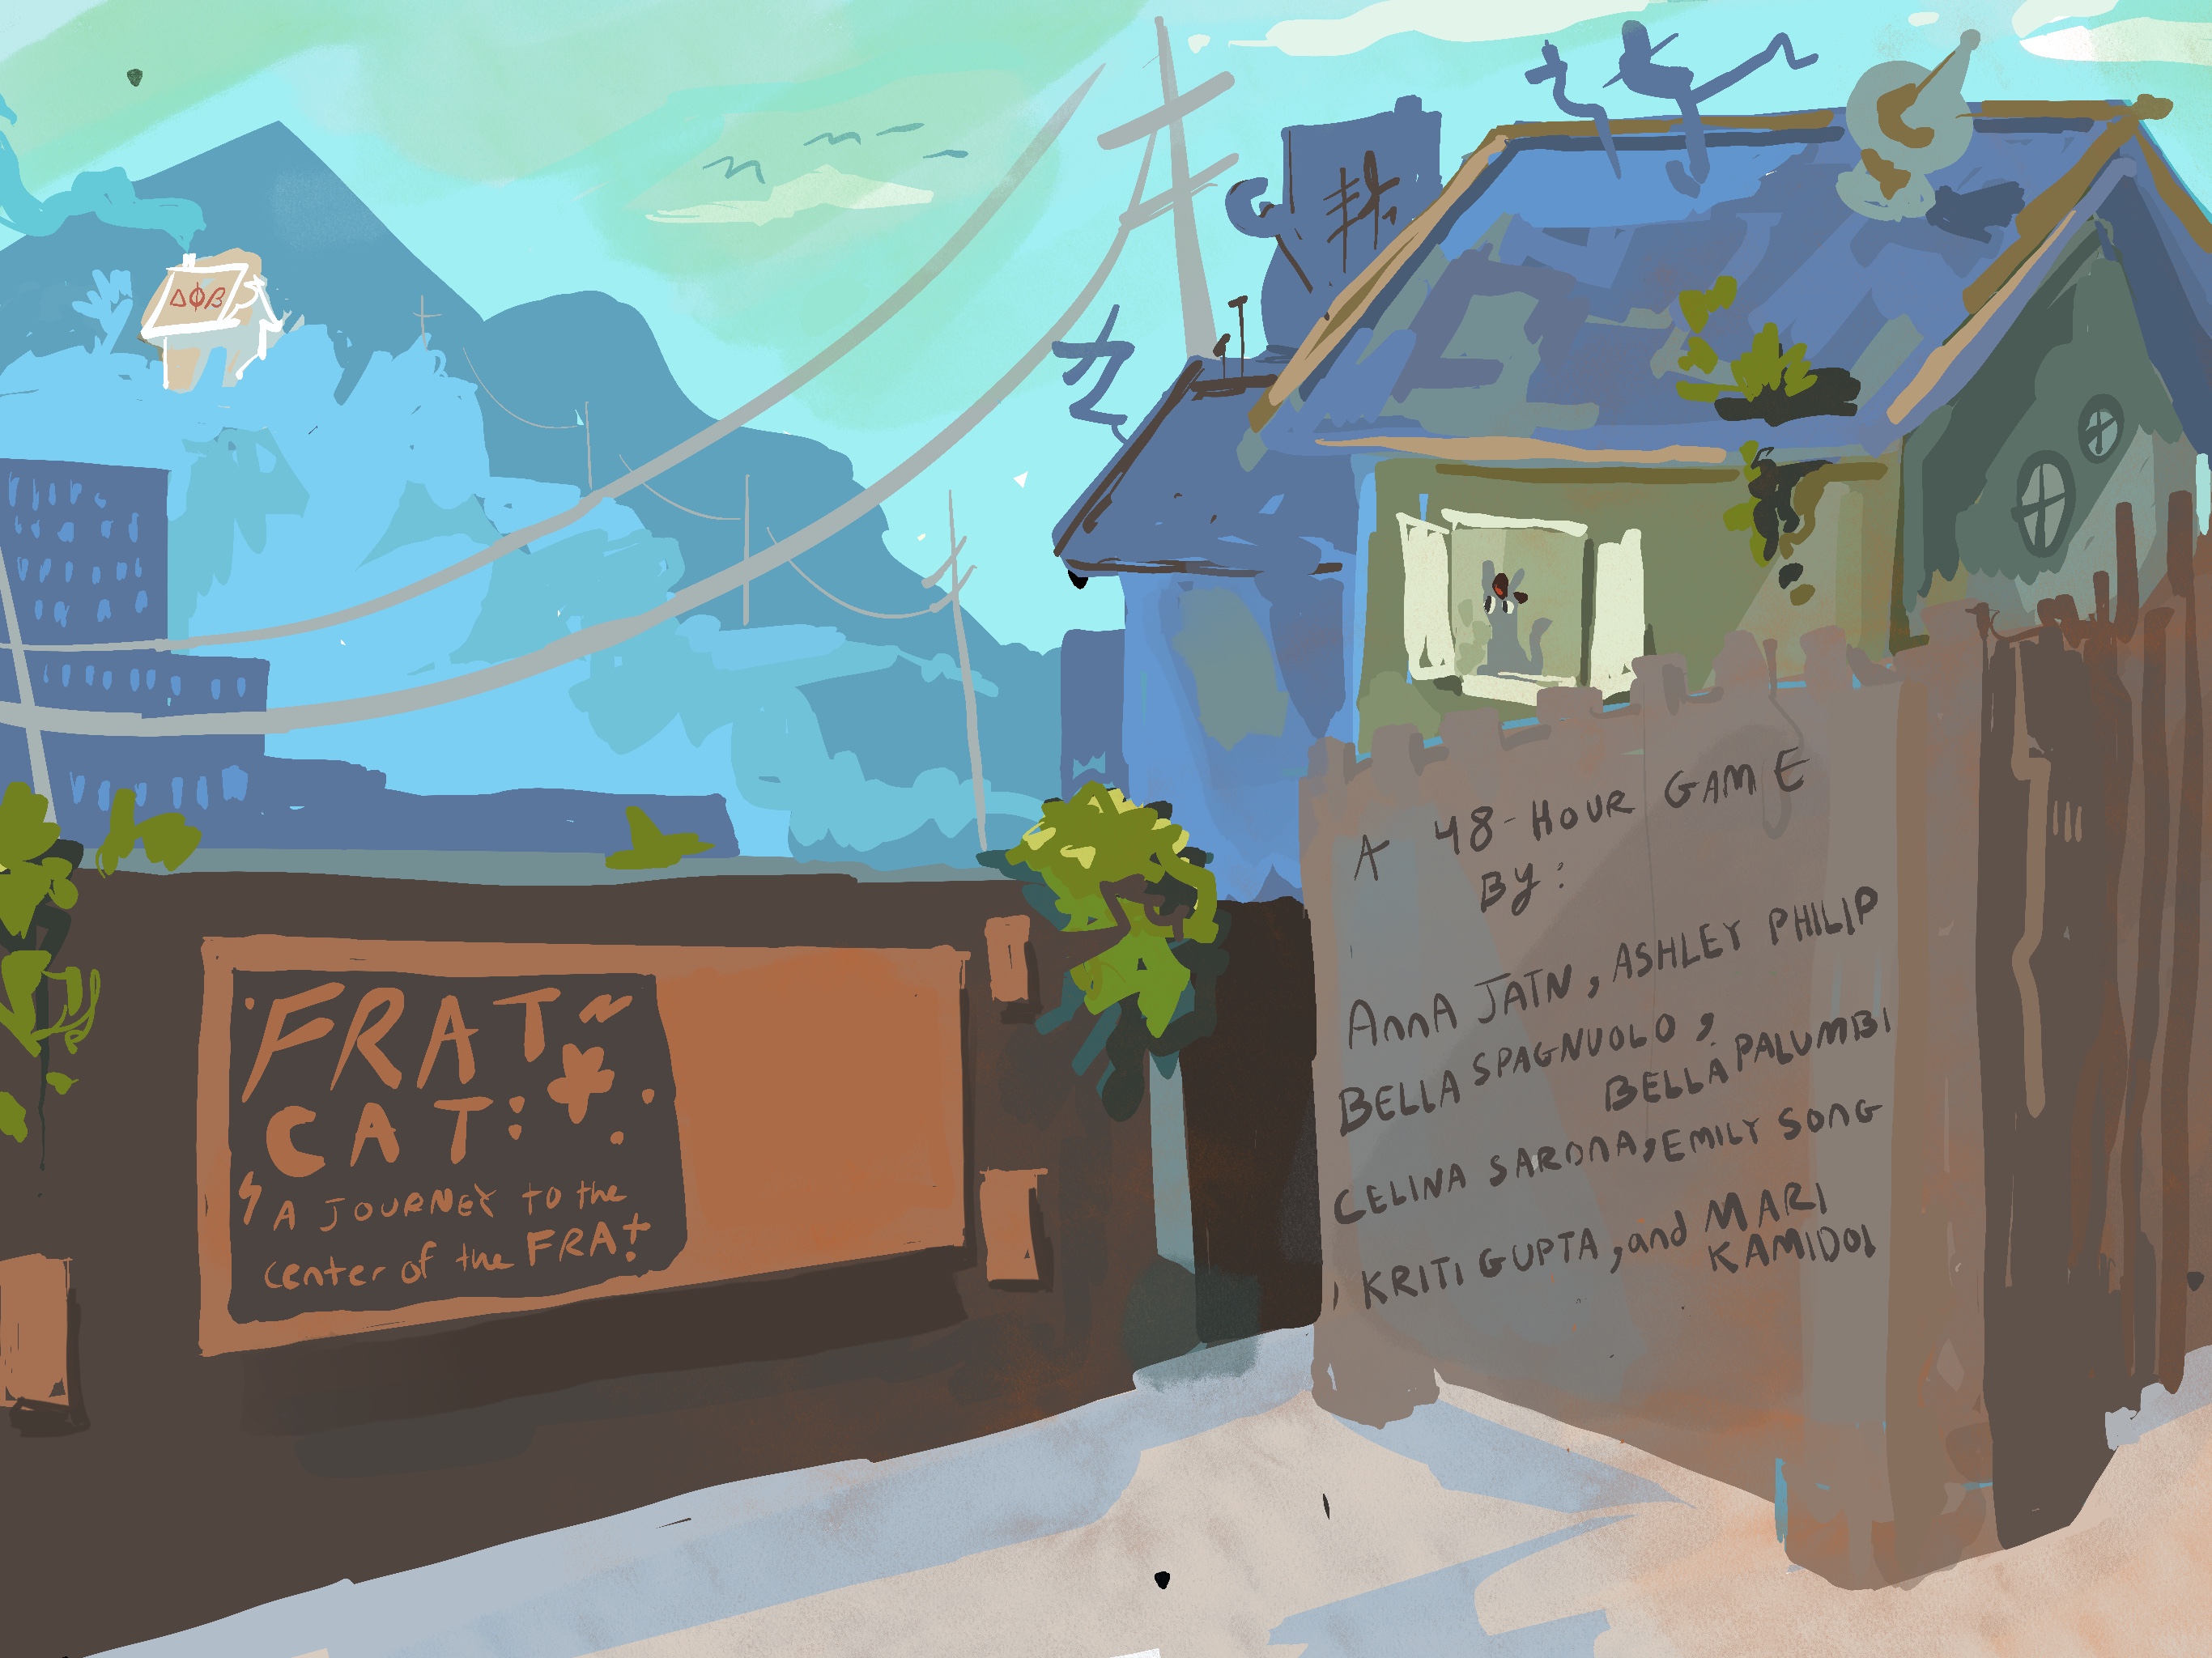 ΔΦβ
FRAT
CAT:
A JOURNEY to the
center of the FRAT
A 48-HOUR GAME
BY:
AnnA JAIN, ASHLEY PHILIP
BELLA SPAGNUOLO,
BELLA PALUMBI
CELINA SARONA, EMILY SONG
KRITI GUPTA, and MARI
KAMIDOI